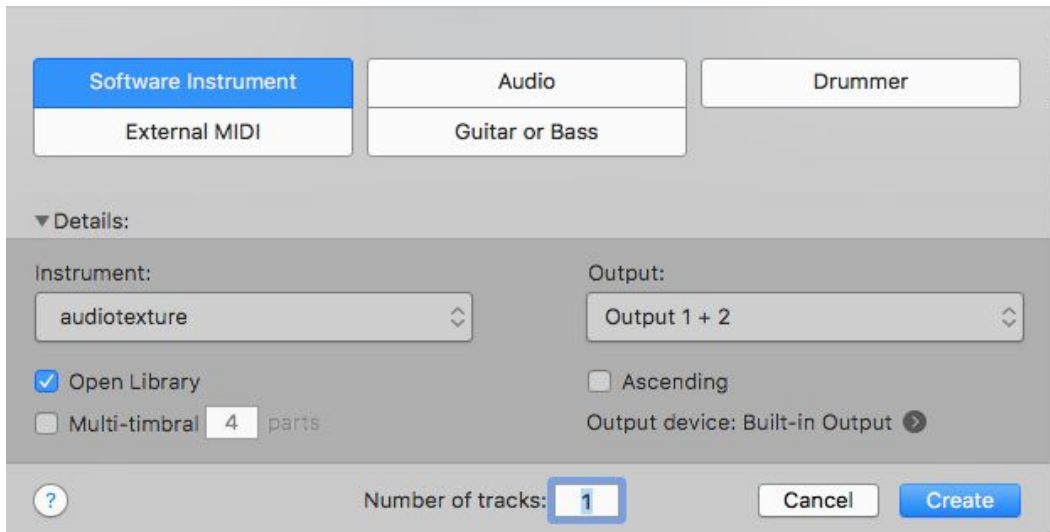 Software Instrument
Audio
Drummer
External MIDI
Guitar or Bass
Details:
Instrument:
Output:
audiotexture
Output 1 + 2
Open Library
Ascending
Multi-timbral 4 parts
Output device: Built-in Output
? Number of tracks: 1 Cancel Create